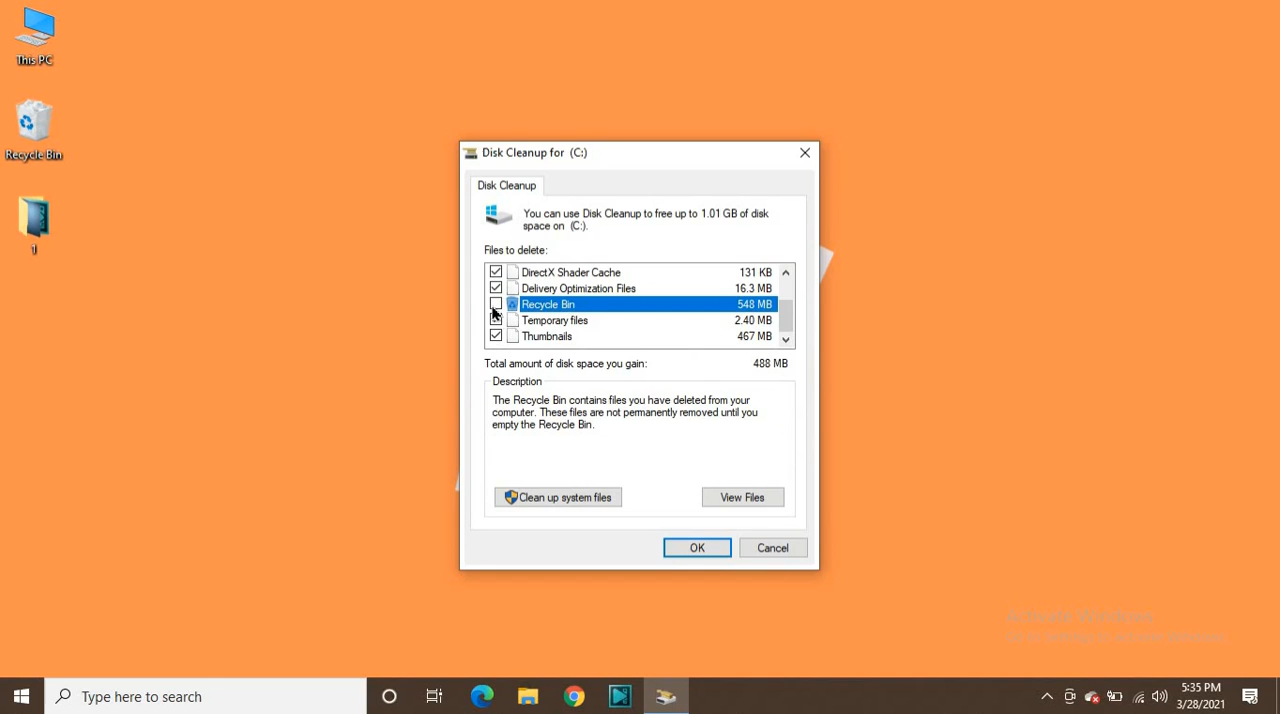 This PC
Recycle Bin
1
Disk Cleanup for (C:)
Disk Cleanup
You can use Disk Cleanup to free up to 1.01 GB of disk
space on (C:).
Files to delete:
DirectX Shader Cache 131 KB
Delivery Optimization Files 16.3 MB
Recycle Bin 548 MB
Temporary files 2.40 MB
Thumbnails 467 MB
Total amount of disk space you gain: 488 MB
Description
The Recycle Bin contains files you have deleted from your
computer. These files are not permanently removed until you
empty the Recycle Bin.
Clean up system files
View Files
OK
Cancel
Activate Windows
Type here to search
5:35 PM
3/28/2021